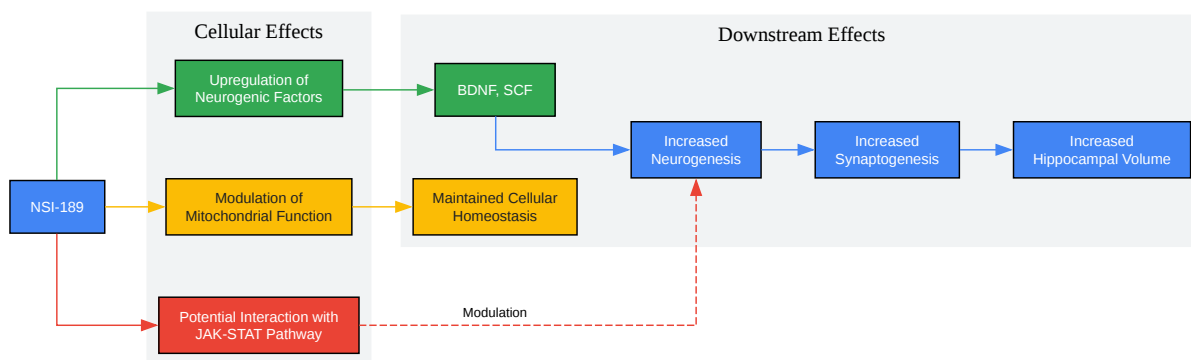 Cellular Effects
Downstream Effects
Upregulation of
Neurogenic Factors
BDNF, SCF
Increased
Neurogenesis
Increased
Synaptogenesis
Increased
Hippocampal Volume
NSI-189
Modulation of
Mitochondrial Function
Maintained Cellular
Homeostasis
Potential Interaction with
JAK-STAT Pathway
Modulation